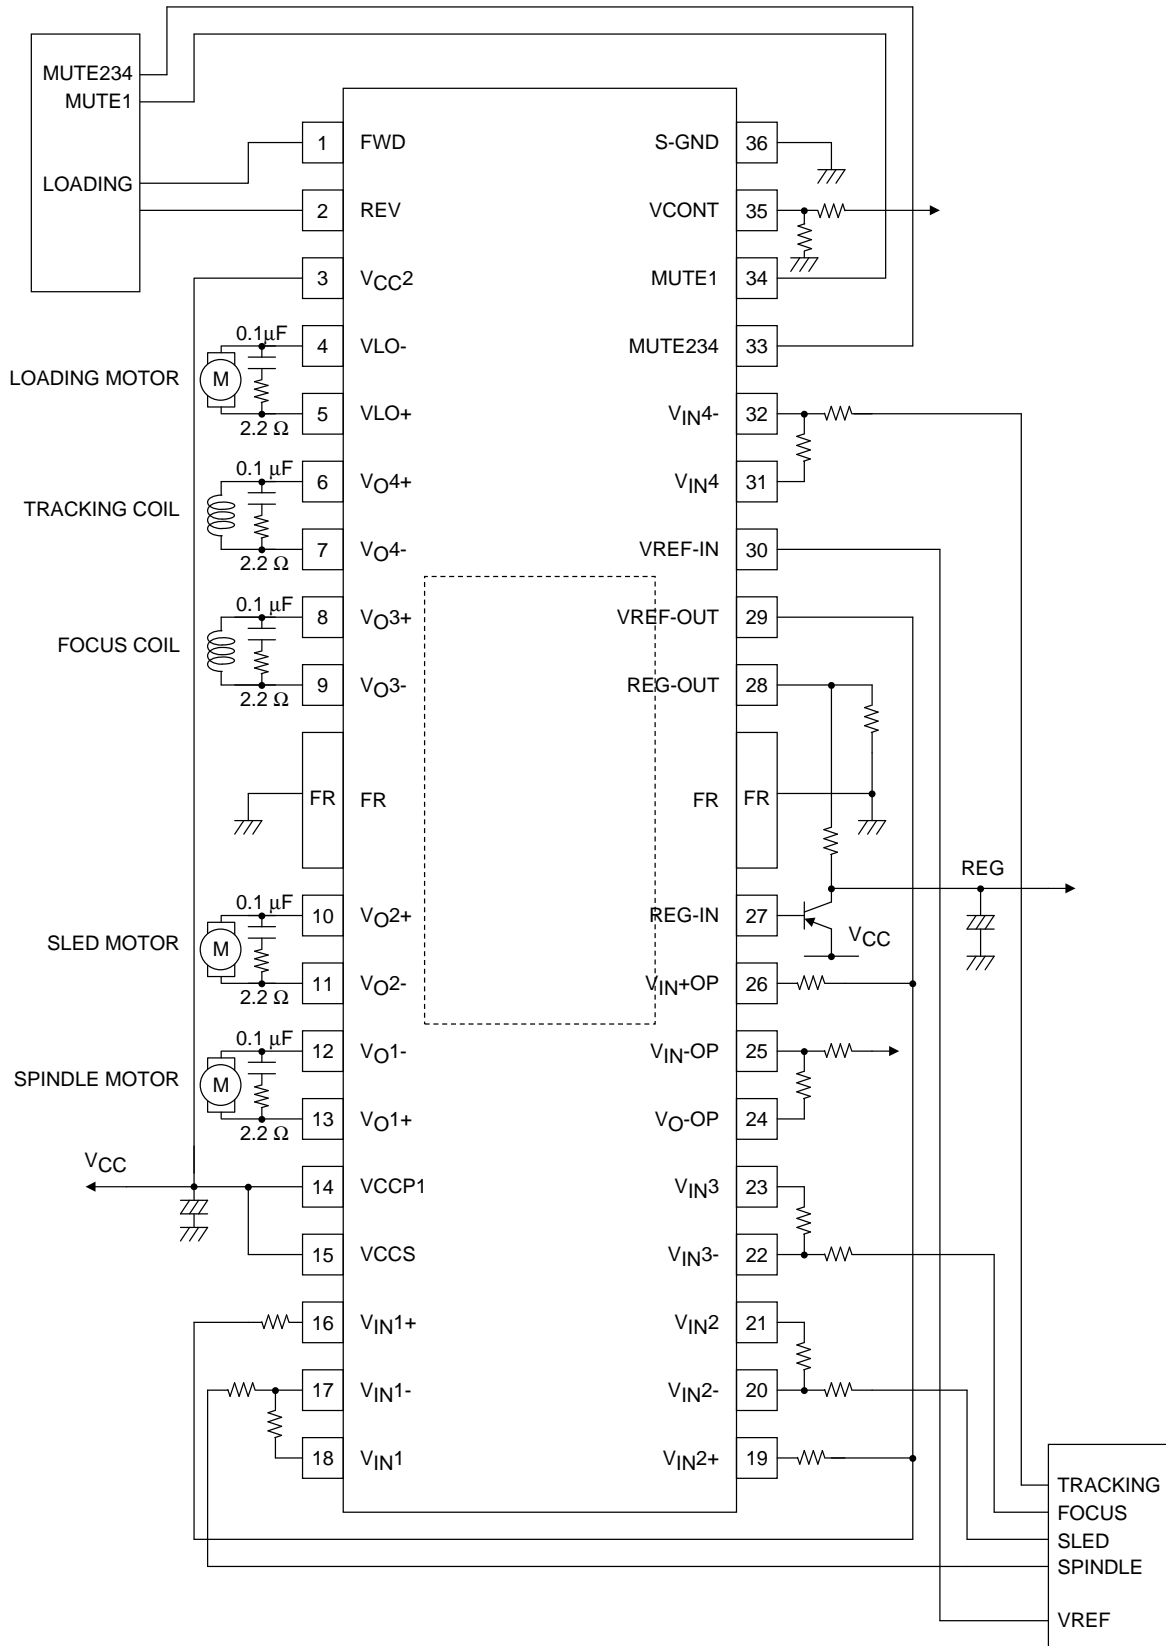 MUTE234
MUTE1
LOADING
1 FWD S-GND 36
2 REV VCONT 35
3 VCC2 MUTE1 34
0.1μF
4 VLO- MUTE234 33
LOADING MOTOR M
5 VLO+ VIN4- 32
2.2 Ω
0.1 μF
6 VO4+ VIN4 31
TRACKING COIL
7 VO4- VREF-IN 30
2.2 Ω
0.1 μF
8 VO3+ VREF-OUT 29
FOCUS COIL
9 VO3- REG-OUT 28
2.2 Ω
FR FR FR FR
REG
0.1 μF
10 VO2+ REG-IN 27
VCC
SLED MOTOR M
11 VO2- VIN+OP 26
2.2 Ω
0.1 μF
12 VO1- VIN-OP 25
SPINDLE MOTOR M
13 VO1+ VO-OP 24
2.2 Ω
VCC
14 VCCP1 VIN3 23
15 VCCS VIN3- 22
16 VIN1+ VIN2 21
17 VIN1- VIN2- 20
18 VIN1 VIN2+ 19
TRACKING
FOCUS
SLED
SPINDLE
VREF